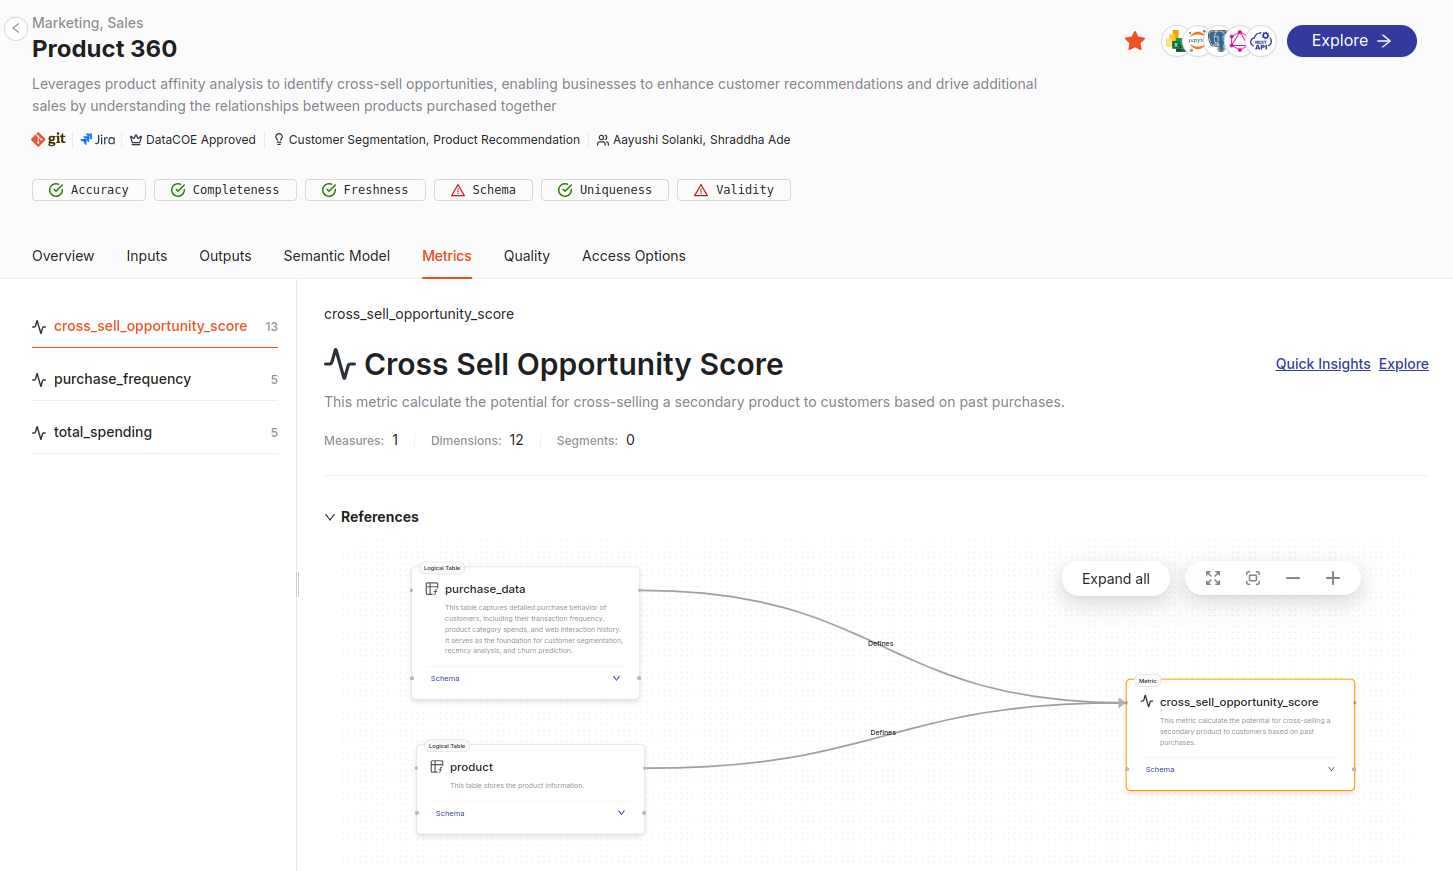 Marketing, Sales
Product 360
Explore
Leverages product affinity analysis to identify cross-sell opportunities, enabling businesses to enhance customer recommendations and drive additional
sales by understanding the relationships between products purchased together
git Jira DataCOE Approved Customer Segmentation, Product Recommendation Aayushi Solanki, Shraddha Ade
Accuracy Completeness Freshness Schema Uniqueness Validity
Overview Inputs Outputs Semantic Model Metrics Quality Access Options
cross_sell_opportunity_score 13
purchase_frequency 5
total_spending 5
cross_sell_opportunity_score
Cross Sell Opportunity Score
Quick Insights Explore
This metric calculate the potential for cross-selling a secondary product to customers based on past purchases.
Measures: 1 Dimensions: 12 Segments: 0
References
Logical Table
purchase_data
This table captures detailed purchase behavior of
customers, including their transaction frequency,
product category spends, and web interaction history.
It serves as the foundation for customer segmentation,
recency analysis, and churn prediction.
Schema
Expand all
Defines
Logical Table
product
This table stores the product information.
Schema
Defines
Metric
cross_sell_opportunity_score
This metric calculate the potential for cross-selling a
secondary product to customers based on past
purchases.
Schema